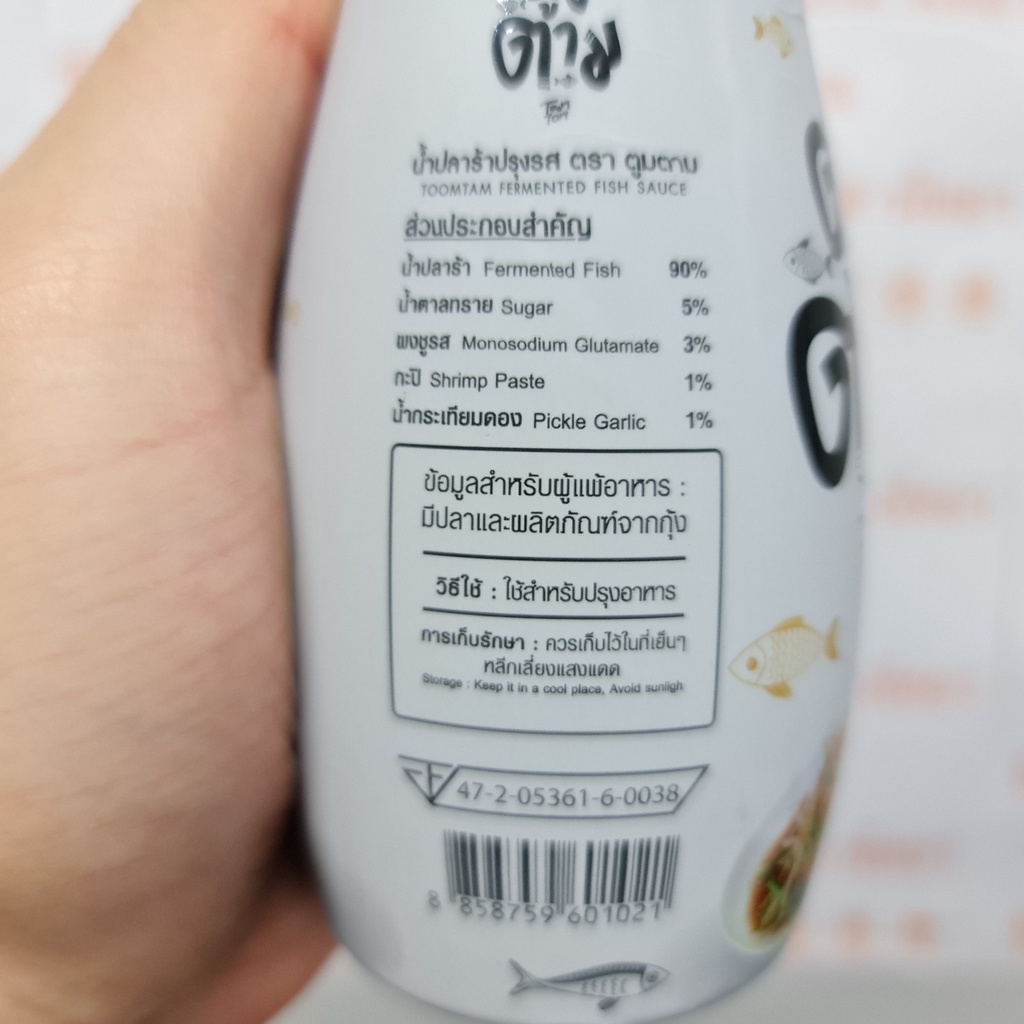 ต้าม
น้ำปลาร้าปรุงรส ตรา ตูมตาม
TOOMTAM FERMENTED FISH SAUCE
ส่วนประกอบสำคัญ
น้ำปลาร้า Fermented Fish 90%
น้ำตาลทราย Sugar 5%
ผงชูรส Monosodium Glutamate 3%
กะปิ Shrimp Paste 1%
น้ำกระเทียมดอง Pickle Garlic 1%
ข้อมูลสำหรับผู้แพ้อาหาร :
มีปลาและผลิตภัณฑ์จากกุ้ง
วิธีใช้ : ใช้สำหรับปรุงอาหาร
การเก็บรักษา : ควรเก็บไว้ในที่เย็นๆ
หลีกเลี่ยงแสงแดด
Storage : Keep it in a cool place, Avoid sunligh
47-2-05361-6-0038
8 858759 601021